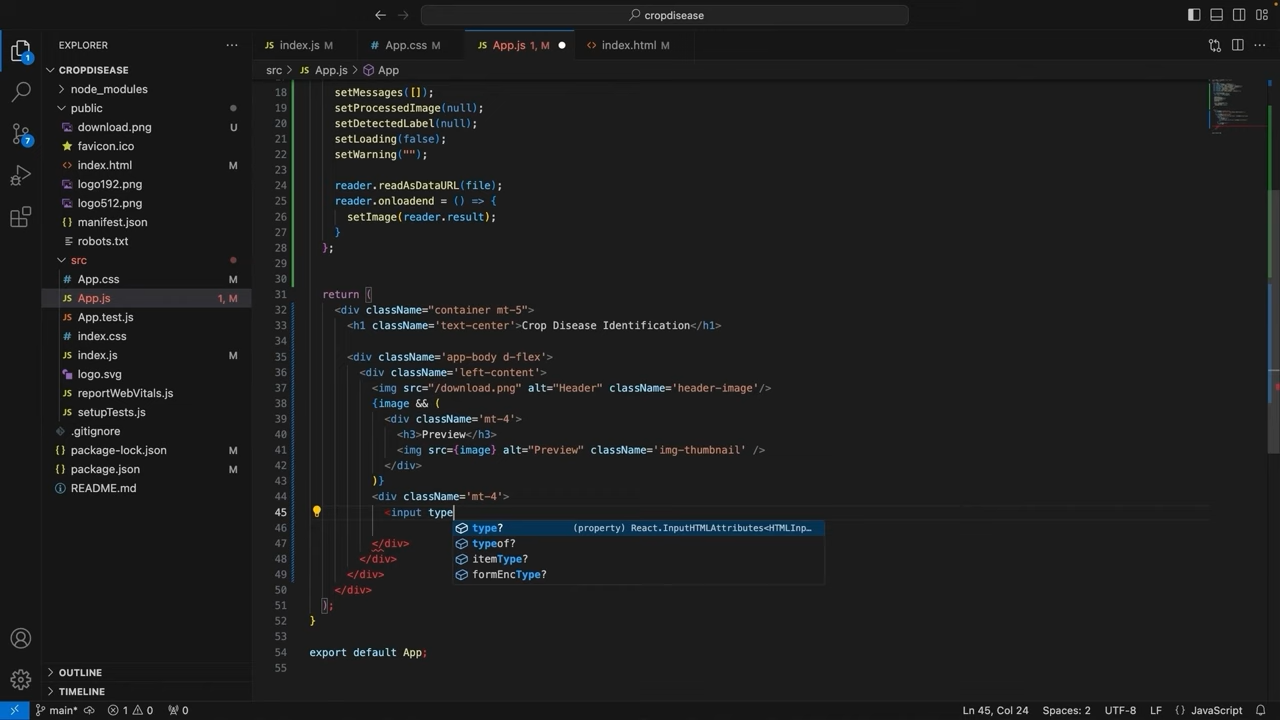 cropdisease
EXPLORER
index.js M
App.css M
App.js 1, M
index.html M
CROPDISEASE
src > App.js > App
node_modules
public
download.png U
favicon.ico
index.html M
logo192.png
logo512.png
manifest.json
robots.txt
src
App.css M
App.js 1, M
App.test.js
index.css
index.js M
logo.svg
reportWebVitals.js
setupTests.js
.gitignore
package-lock.json M
package.json M
README.md
OUTLINE
TIMELINE
1
7
18 setMessages([]);
19 setProcessedImage(null);
20 setDetectedLabel(null);
21 setLoading(false);
22 setWarning("");
23
24 reader.readAsDataURL(file);
25 reader.onloadend = () => {
26 setImage(reader.result);
27 }
28 };
29
30
31 return (
32 <div className="container mt-5">
33 <h1 className='text-center'>Crop Disease Identification</h1>
34
35 <div className='app-body d-flex'>
36 <div className='left-content'>
37 <img src="/download.png" alt="Header" className='header-image'/>
38 {image && (
39 <div className='mt-4'>
40 <h3>Preview</h3>
41 <img src={image} alt="Preview" className='img-thumbnail' />
42 </div>
43 )}
44 <div className='mt-4'>
45 <input type
46
type? (property) React.InputHTMLAttributes<HTMLInp…
typeof?
itemType?
formEncType?
47 </div>
48 </div>
49 </div>
50 </div>
51 );
52 }
53
54 export default App;
55
main* 1 0 0
Ln 45, Col 24 Spaces: 2 UTF-8 LF {} JavaScript